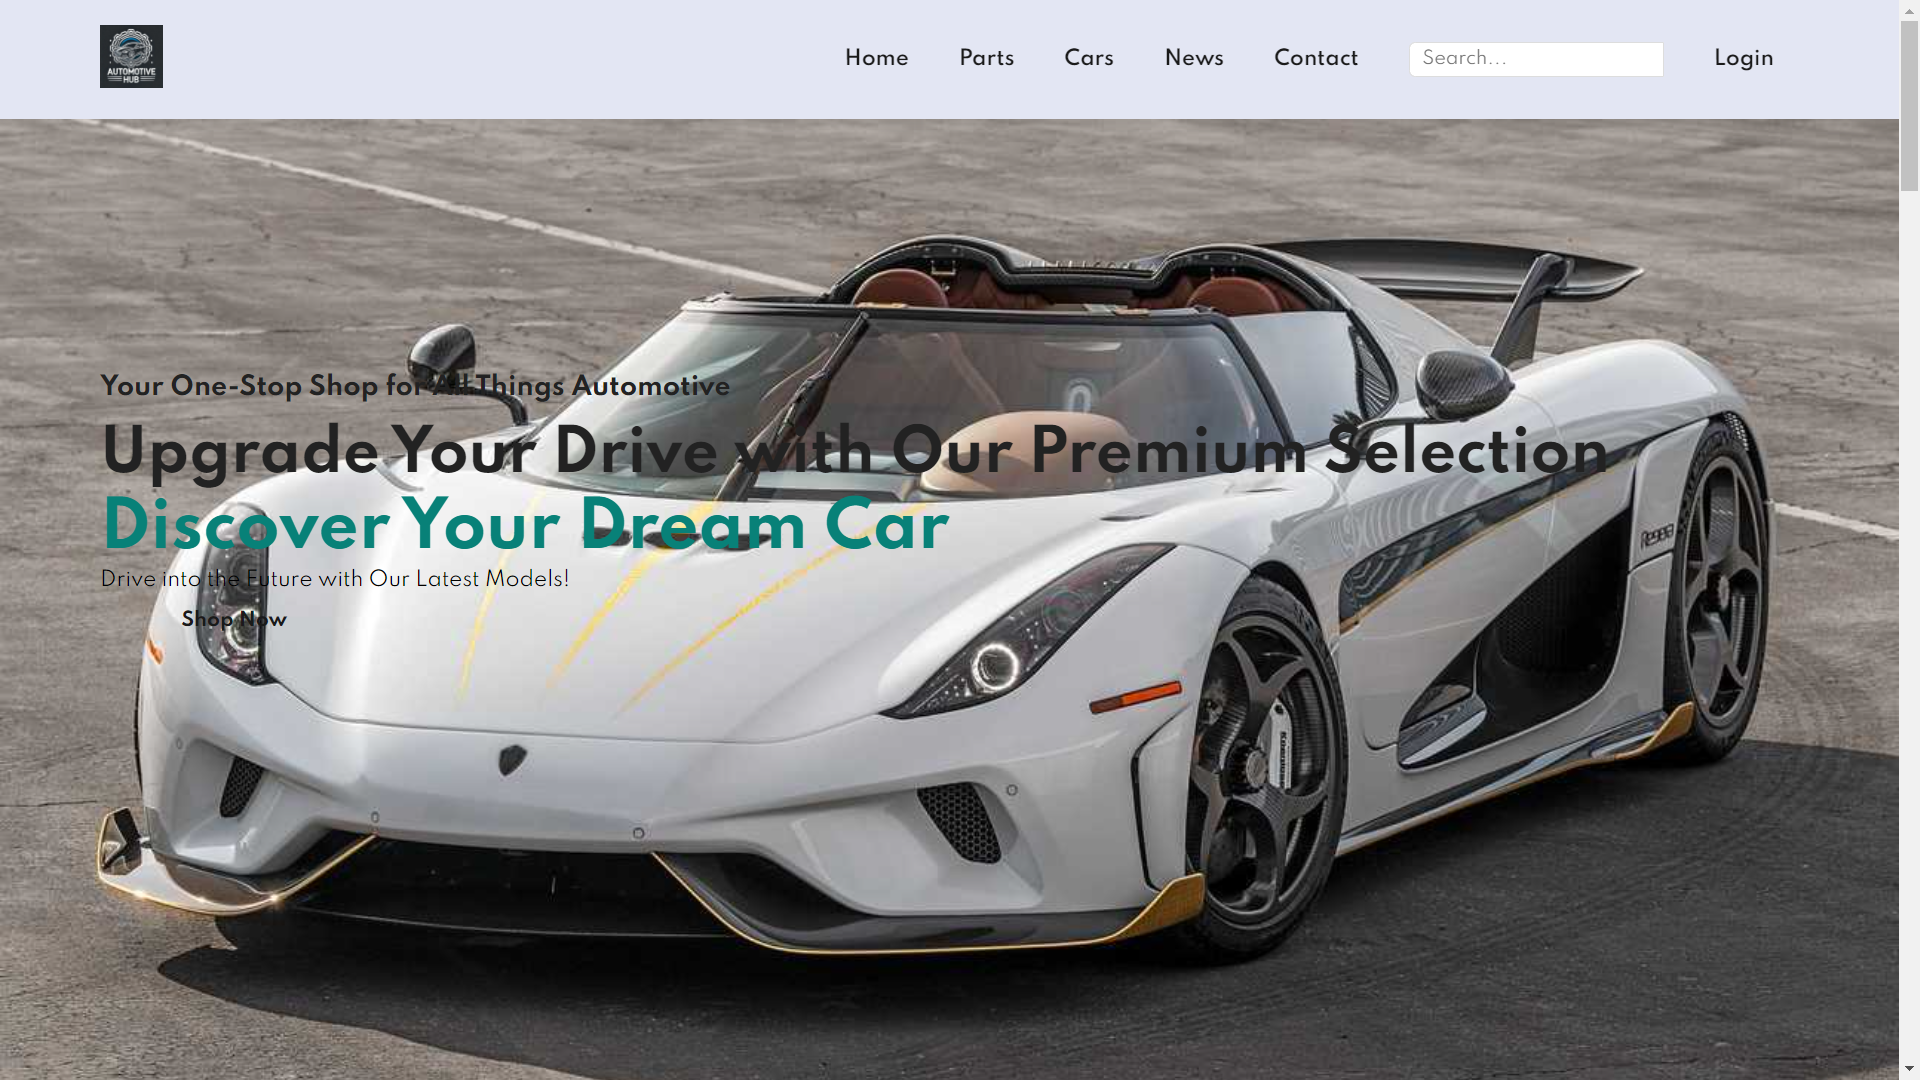 AUTOMOTIVE
HUB
Home
Parts
Cars
News
Contact
Search...
Login
Your One-Stop Shop for All Things Automotive
Upgrade Your Drive with Our Premium Selection
Discover Your Dream Car
Drive into the Future with Our Latest Models!
Shop Now
Regera